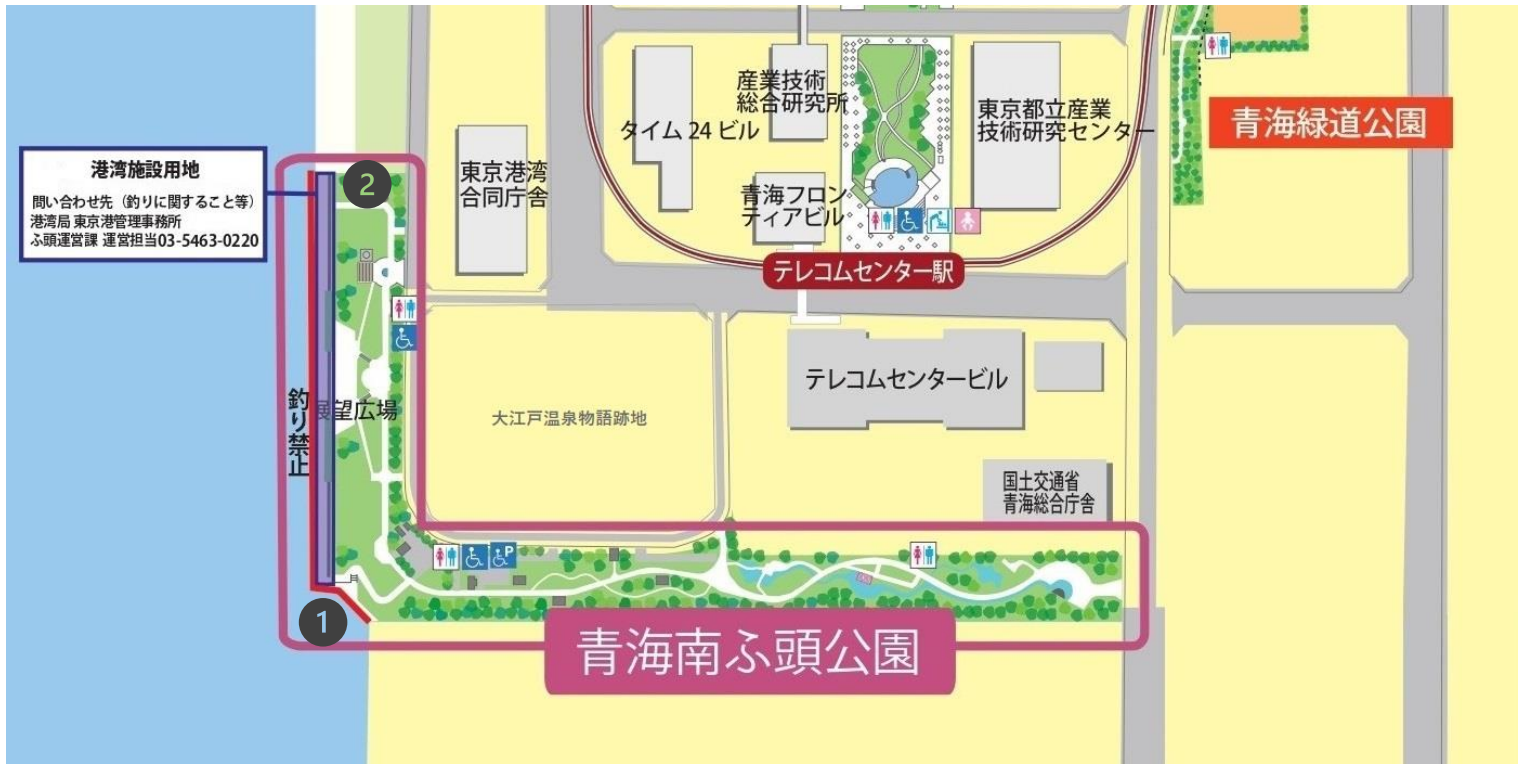 産業技術
総合研究所
タイム 24 ビル
東京都立産業
技術研究センター
青海緑道公園
港湾施設用地
問い合わせ先（釣りに関すること等）
港湾局 東京港管理事務所
ふ頭運営課 運営担当03-5463-0220
2
東京港湾
合同庁舎
青海フロン
ティアビル
テレコムセンター駅
テレコムセンタービル
釣り禁止
展望広場
大江戸温泉物語跡地
国土交通省
青海総合庁舎
P
1
青海南ふ頭公園